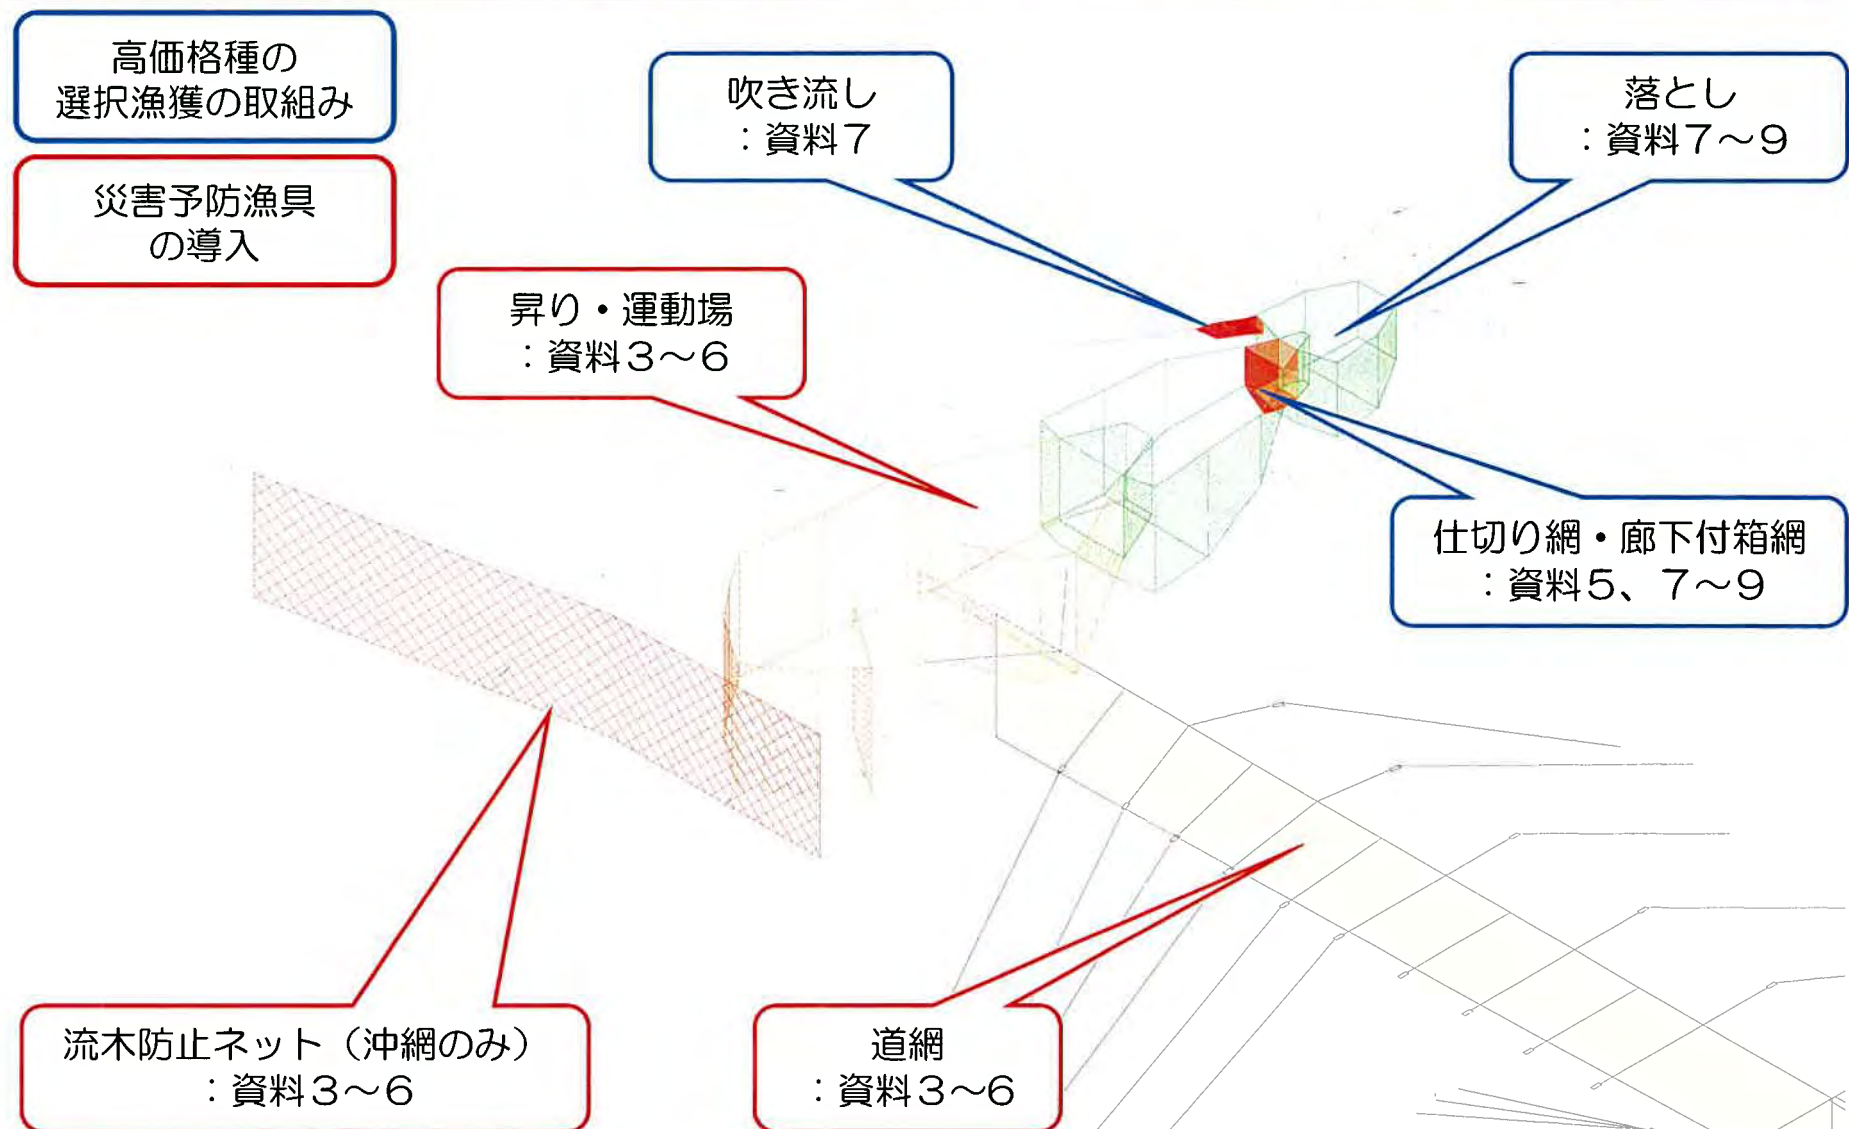 高価格種の
選択漁獲の取組み
災害予防漁具
の導入
吹き流し
：資料７
落とし
：資料７～９
昇り・運動場
：資料３～６
仕切り網・廊下付箱網
：資料５、７～９
流木防止ネット（沖網のみ）
：資料３～６
道網
：資料３～６